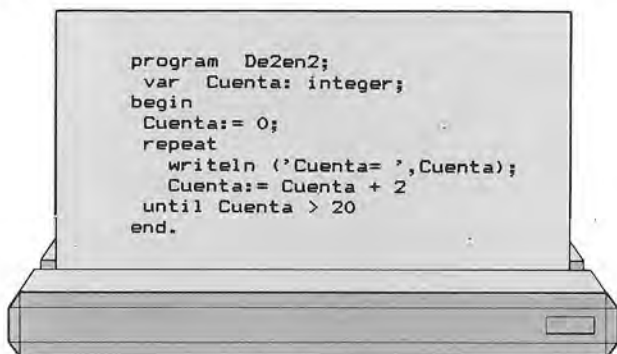 program De2en2;
var Cuenta: integer;
begin
Cuenta:= 0;
repeat
writeln ('Cuenta= ',Cuenta);
Cuenta:= Cuenta + 2
until Cuenta > 20
end.